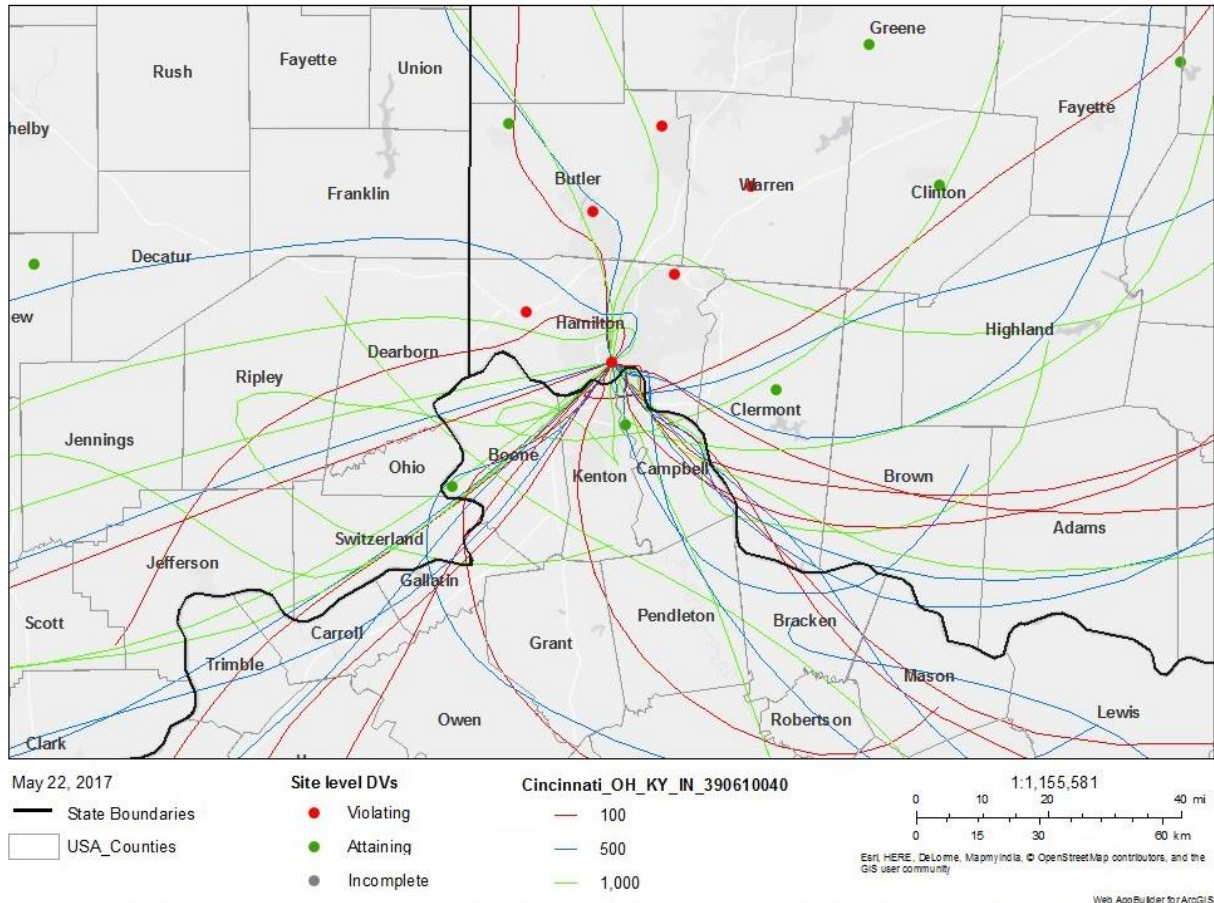 Greene
Rush
Fayette
Union
Fayette
helby
Butler
Warren
Clinton
Franklin
Decatur
ew
Hamilton
Highland
Dearborn
Ripley
Clermont
Jennings
Ohio
Boone
Kenton
Campbell
Brown
Adams
Switzerland
Jefferson
Gallatin
Scott
Carroll
Grant
Pendleton
Bracken
Trimble
Mason
Owen
Robertson
Lewis
Clark
May 22, 2017
State Boundaries
USA_Counties
Site level DVs
Violating
Attaining
Incomplete
Cincinnati_OH_KY_IN_390610040
100
500
1,000
1:1,155,581
0 10 20 40 mi
0 15 30 60 km
Esri, HERE, DeLorme, MapmyIndia, © OpenStreetMap contributors, and the
GIS user community
Web AppBuilder for ArcGIS